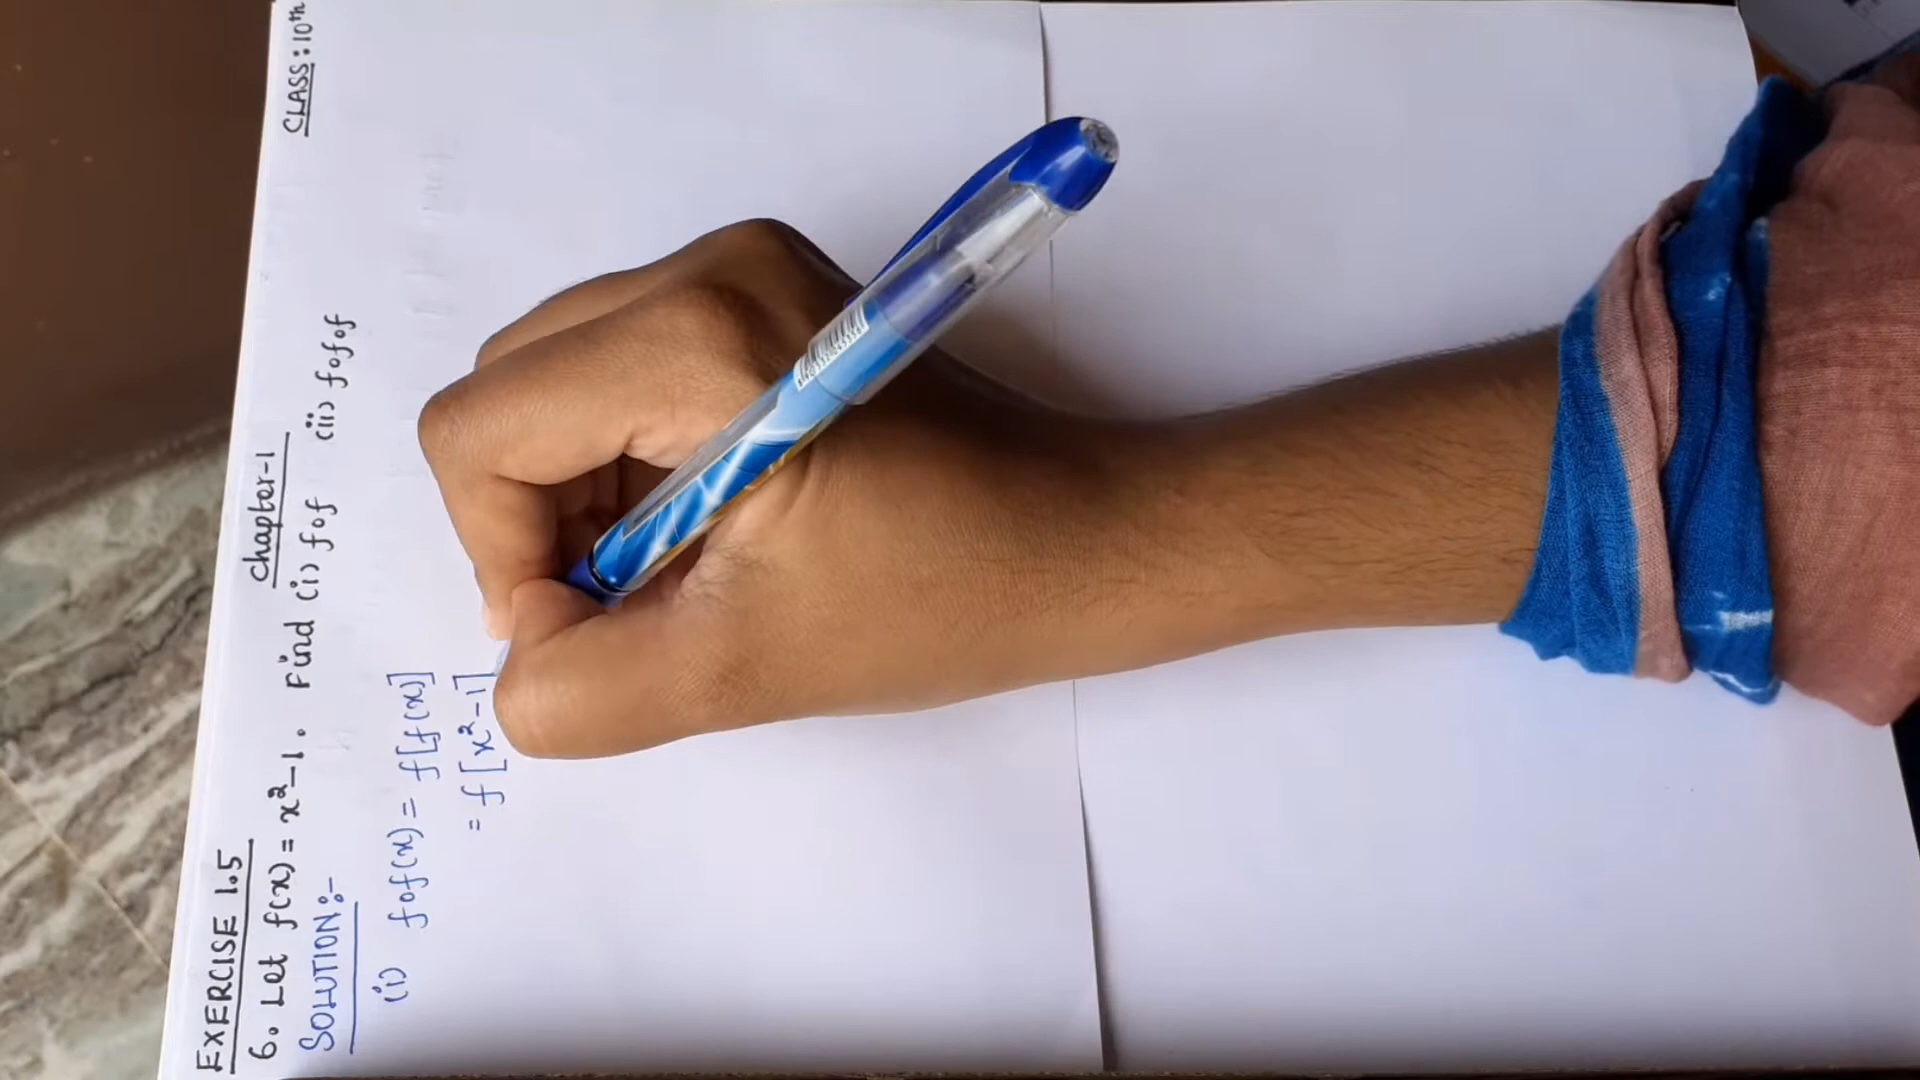 EXERCISE 1.5 Chapter-1 CLASS: 10th
6. Let f(x) = x²-1. Find (i) fof (ii) fofof
SOLUTION:-
(i) fof(x) = f[f(x)]
= f[x²-1]